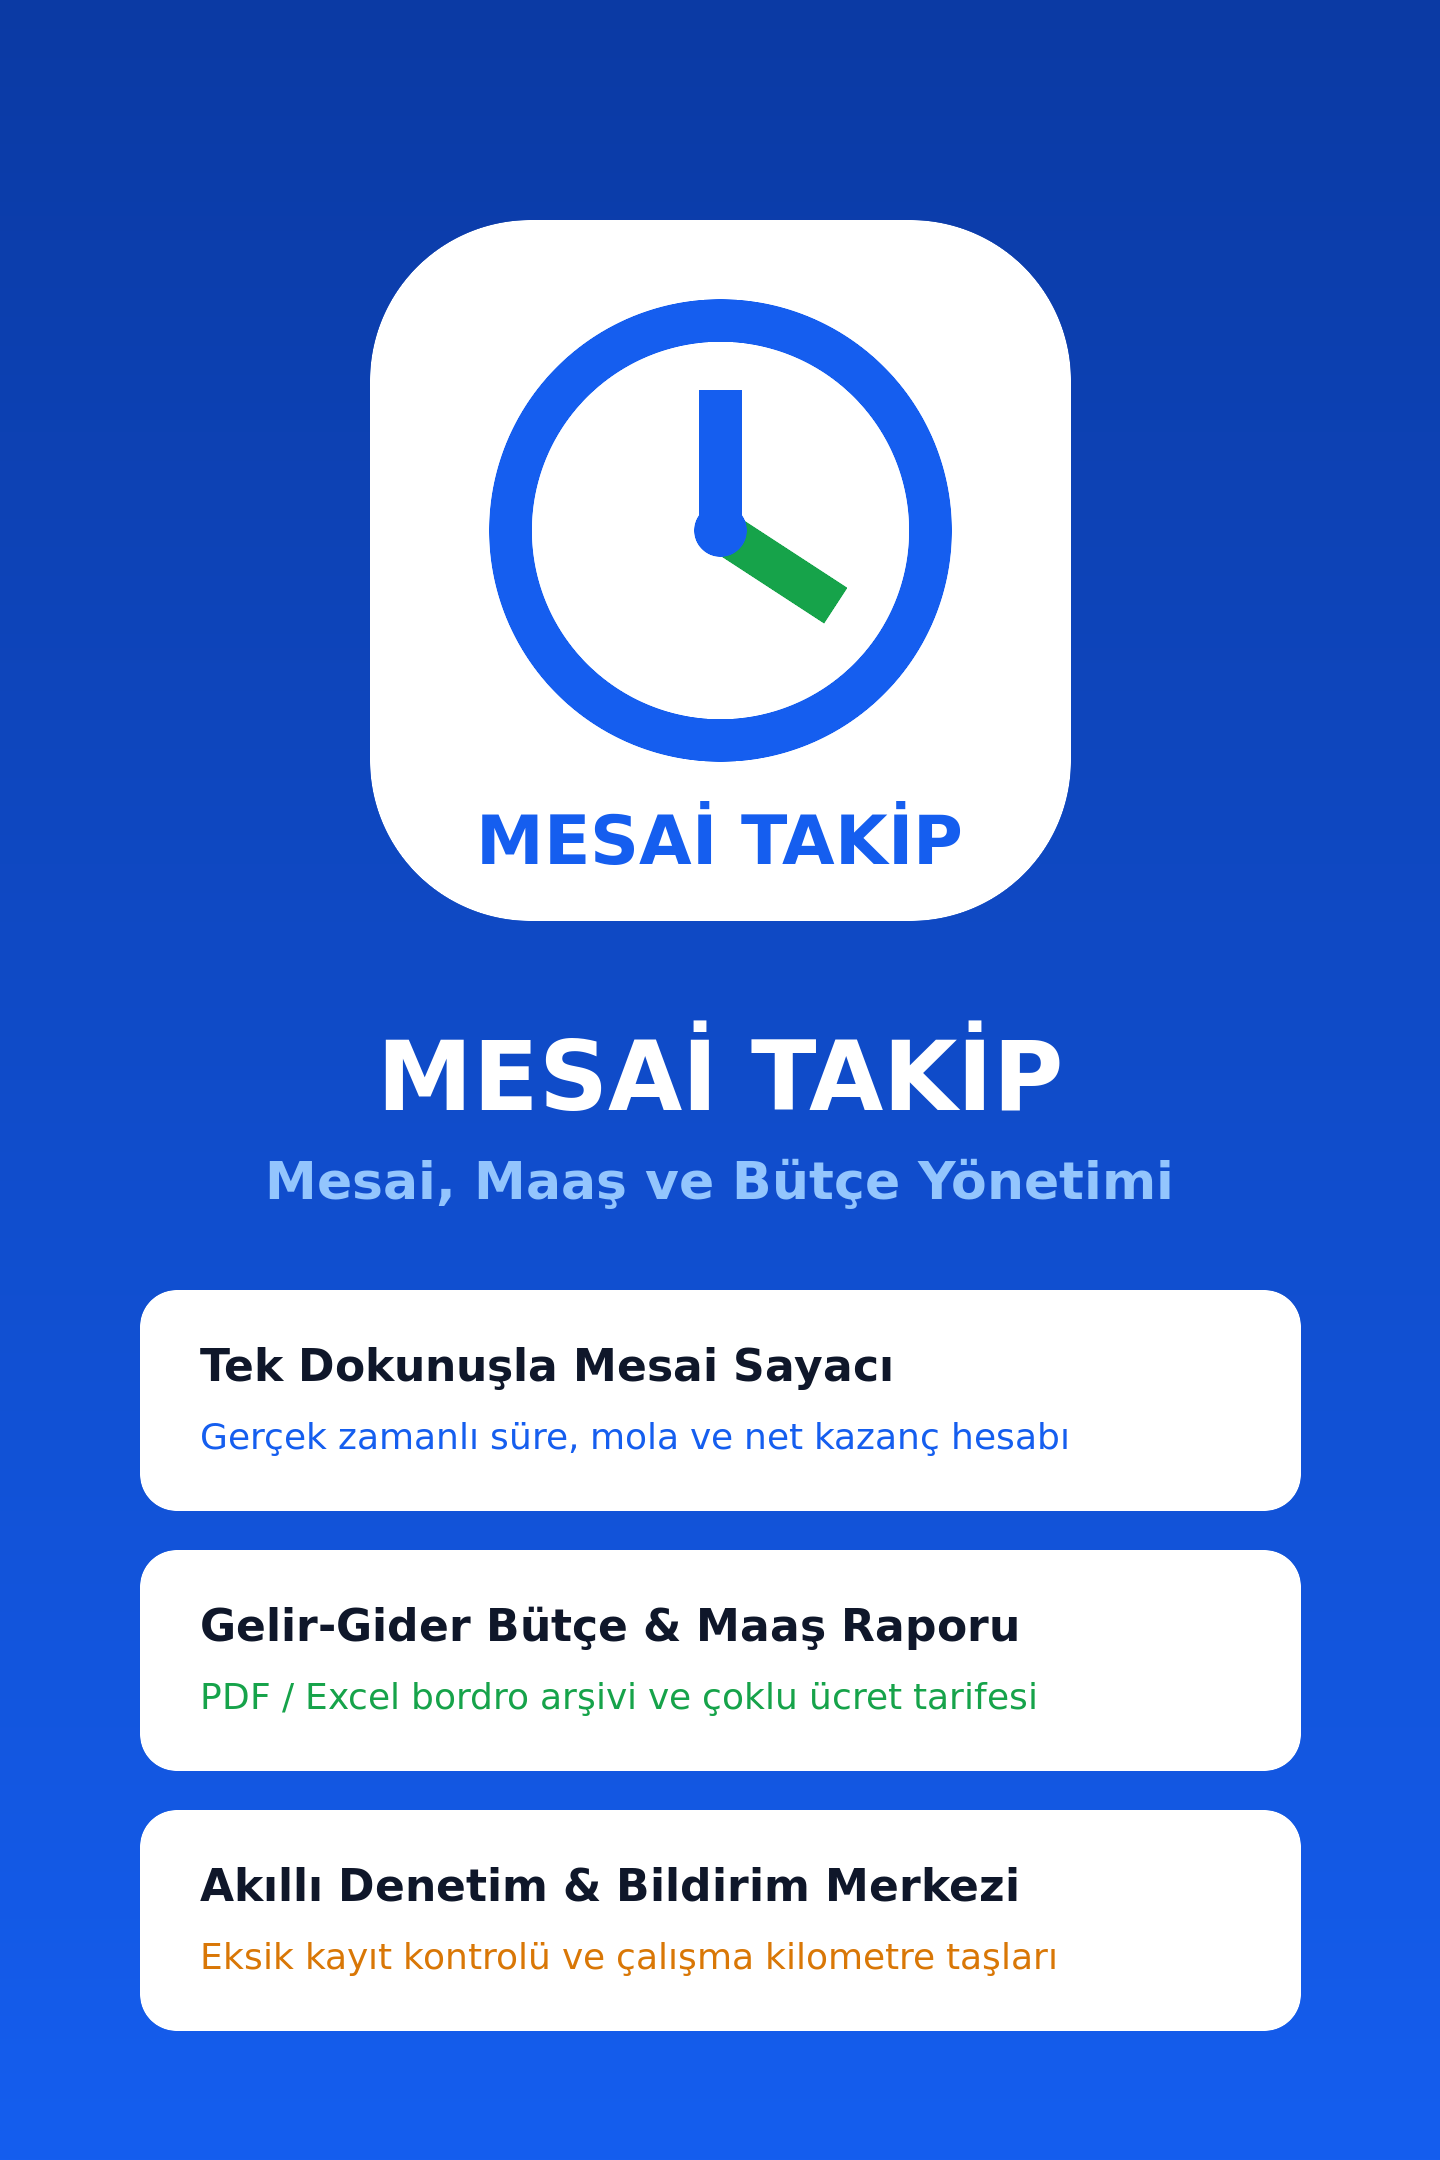 MESAİ TAKİP
MESAİ TAKİP
Mesai, Maaş ve Bütçe Yönetimi
Tek Dokunuşla Mesai Sayacı
Gerçek zamanlı süre, mola ve net kazanç hesabı
Gelir-Gider Bütçe & Maaş Raporu
PDF / Excel bordro arşivi ve çoklu ücret tarifesi
Akıllı Denetim & Bildirim Merkezi
Eksik kayıt kontrolü ve çalışma kilometre taşları